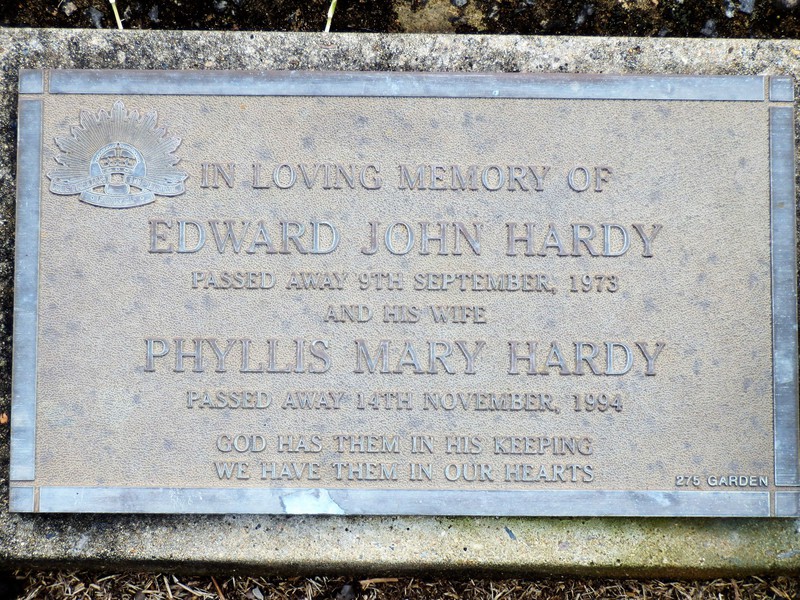 IN LOVING MEMORY OF
EDWARD JOHN HARDY
PASSED AWAY 9TH SEPTEMBER, 1973
AND HIS WIFE
PHYLLIS MARY HARDY
PASSED AWAY 14TH NOVEMBER, 1994
GOD HAS THEM IN HIS KEEPING
WE HAVE THEM IN OUR HEARTS
275 GARDEN